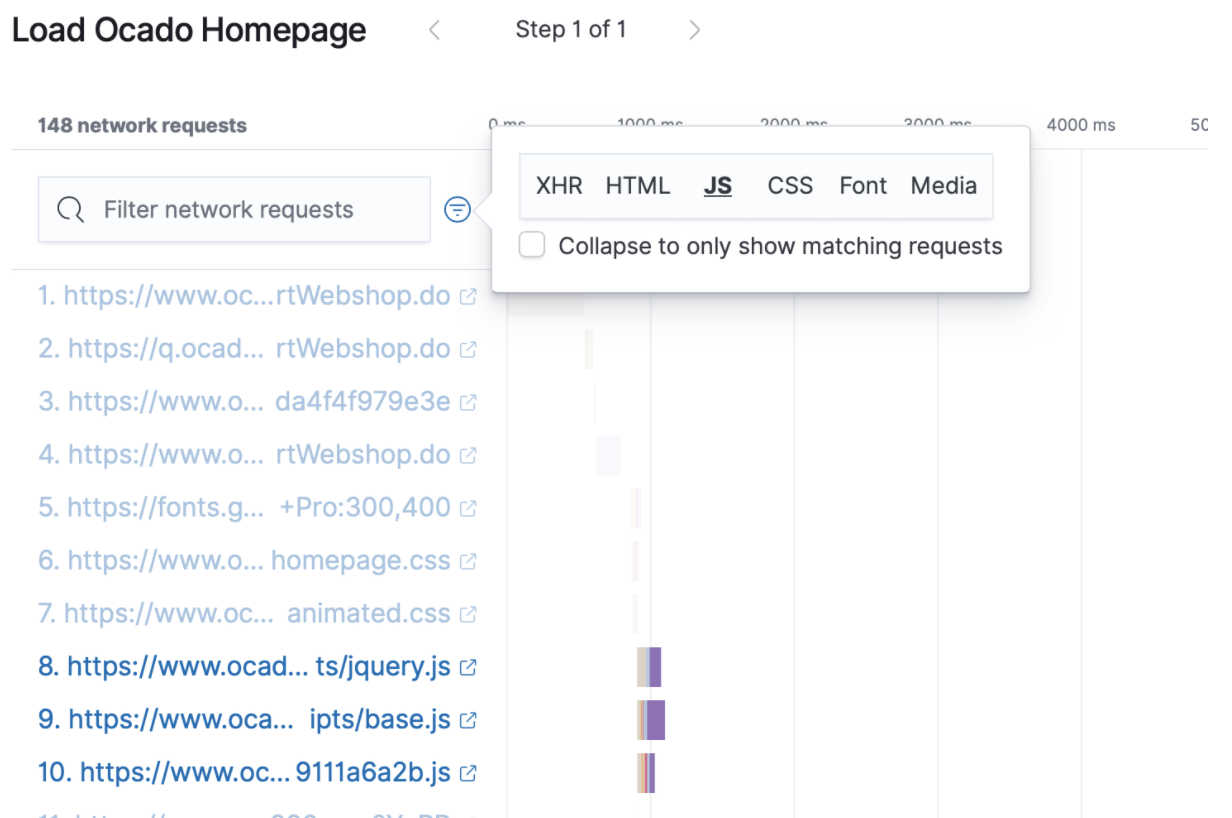 Load Ocado Homepage Step 1 of 1
148 network requests 0 ms 1000 ms 2000 ms 3000 ms 4000 ms 50
XHR HTML JS CSS Font Media
Filter network requests
Collapse to only show matching requests
1. https://www.oc...rtWebshop.do
2. https://q.ocad... rtWebshop.do
3. https://www.o... da4f4f979e3e
4. https://www.o... rtWebshop.do
5. https://fonts.g... +Pro:300,400
6. https://www.o... homepage.css
7. https://www.oc... animated.css
8. https://www.ocad... ts/jquery.js
9. https://www.oca... ipts/base.js
10. https://www.oc... 9111a6a2b.js